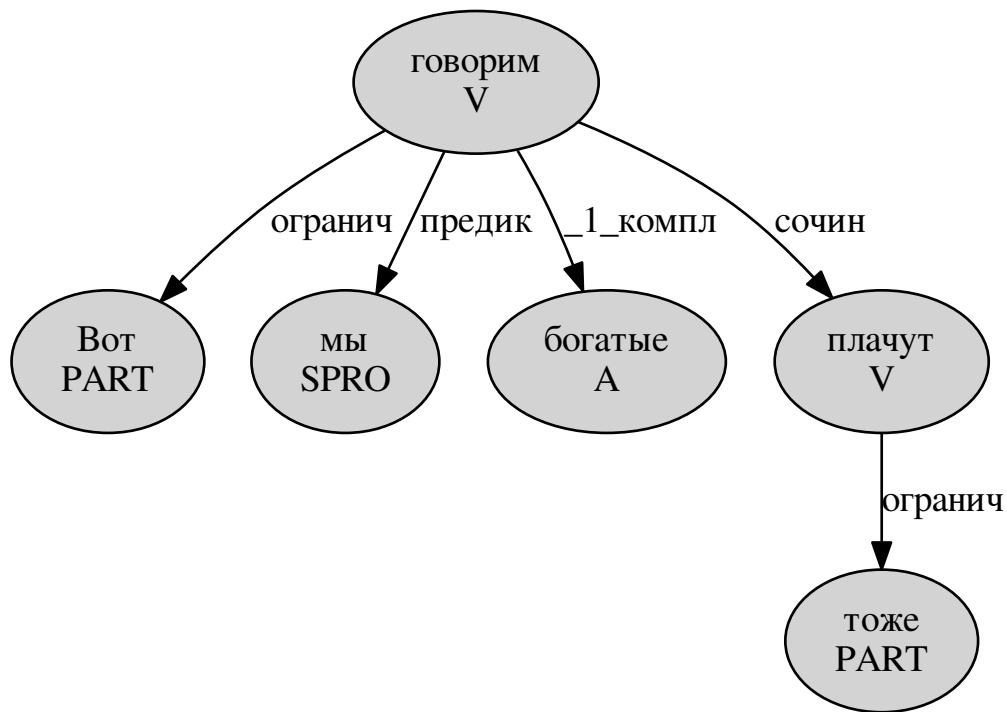 говорим
V
огранич
предик
_1_компл
сочин
Вот
PART
мы
SPRO
богатые
A
плачут
V
огранич
тоже
PART